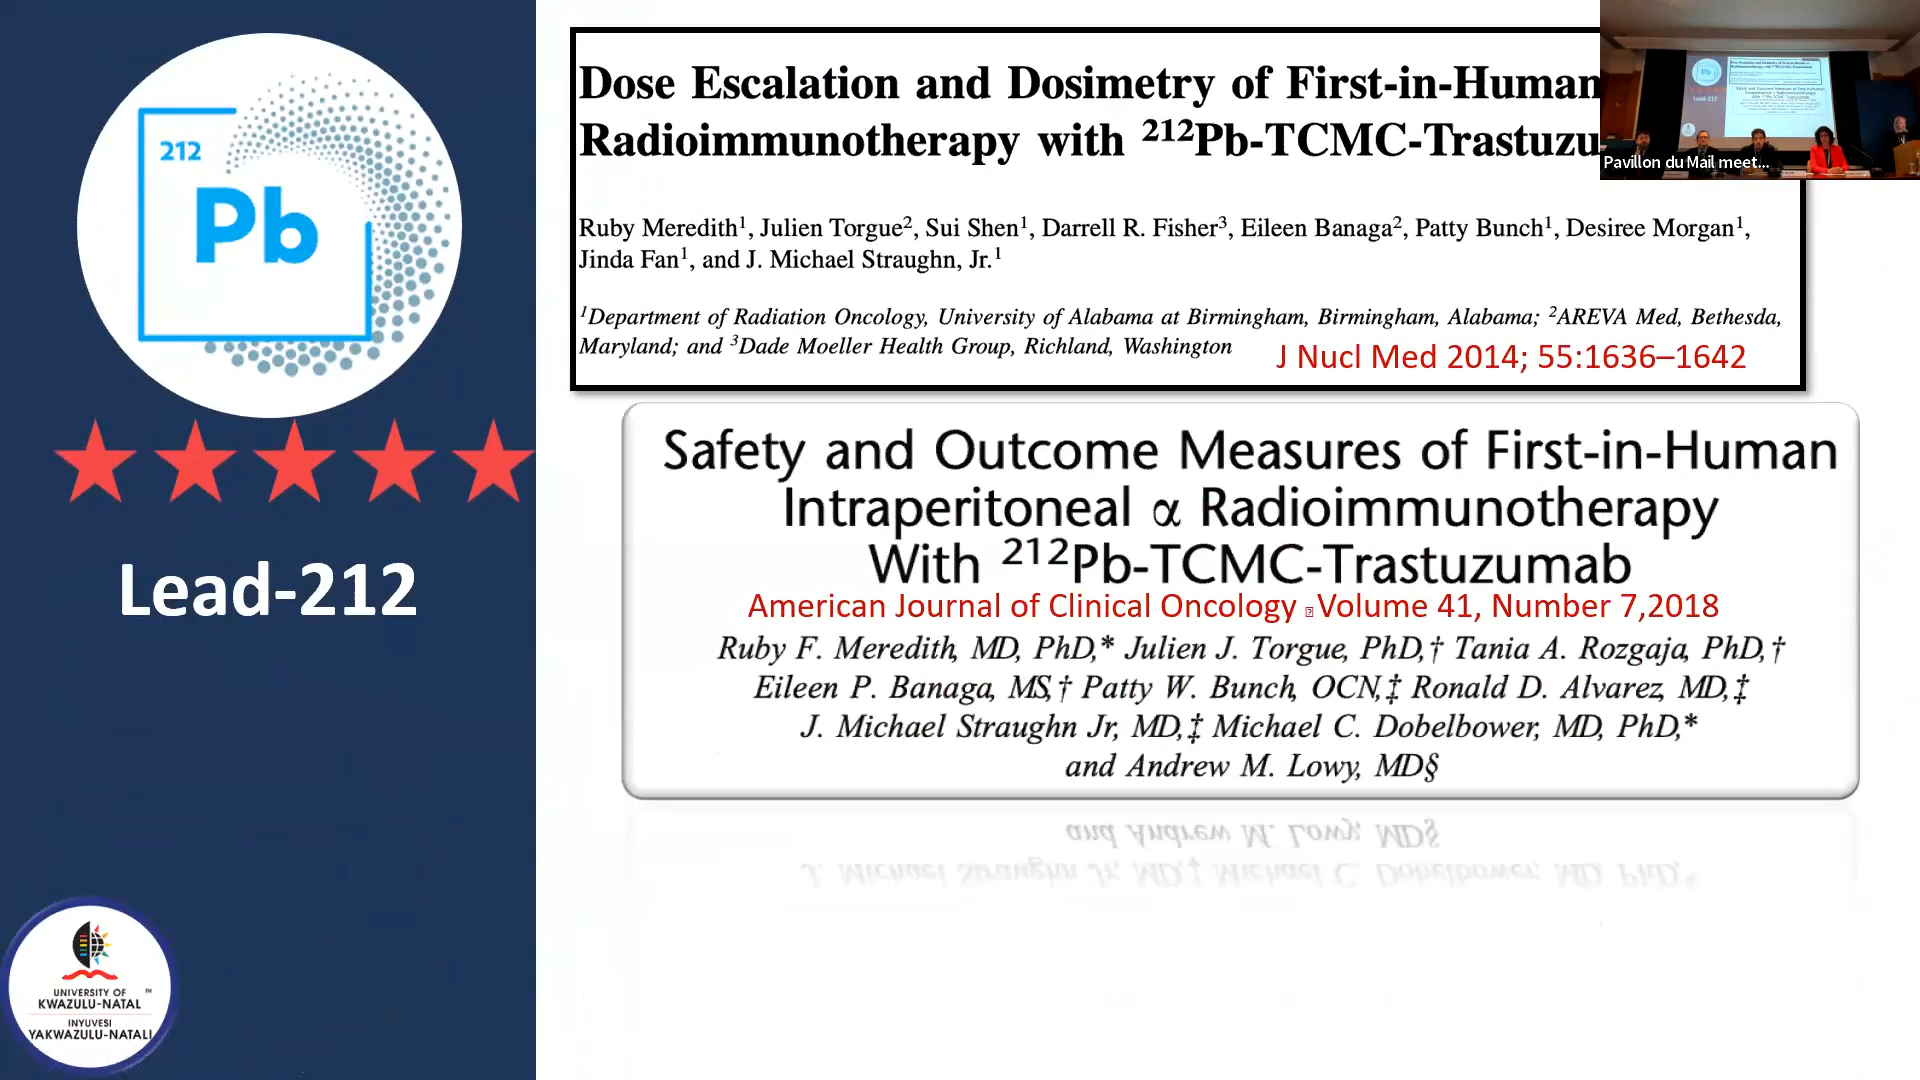 212
Pb
Lead-212
UNIVERSITY OF ™
KWAZULU-NATAL
INYUVESI
YAKWAZULU-NATALI
Dose Escalation and Dosimetry of First-in-Human
Radioimmunotherapy with ²¹²Pb-TCMC-Trastuzu
Ruby Meredith¹, Julien Torgue², Sui Shen¹, Darrell R. Fisher³, Eileen Banaga², Patty Bunch¹, Desiree Morgan¹,
Jinda Fan¹, and J. Michael Straughn, Jr.¹
¹Department of Radiation Oncology, University of Alabama at Birmingham, Birmingham, Alabama; ²AREVA Med, Bethesda,
Maryland; and ³Dade Moeller Health Group, Richland, Washington
J Nucl Med 2014; 55:1636–1642
Safety and Outcome Measures of First-in-Human
Intraperitoneal α Radioimmunotherapy
With ²¹²Pb-TCMC-Trastuzumab
American Journal of Clinical Oncology Volume 41, Number 7,2018
Ruby F. Meredith, MD, PhD,* Julien J. Torgue, PhD,† Tania A. Rozgaja, PhD,†
Eileen P. Banaga, MS,† Patty W. Bunch, OCN,‡ Ronald D. Alvarez, MD,‡
J. Michael Straughn Jr, MD,‡ Michael C. Dobelbower, MD, PhD,*
and Andrew M. Lowy, MD§
Pavillon du Mail meet...